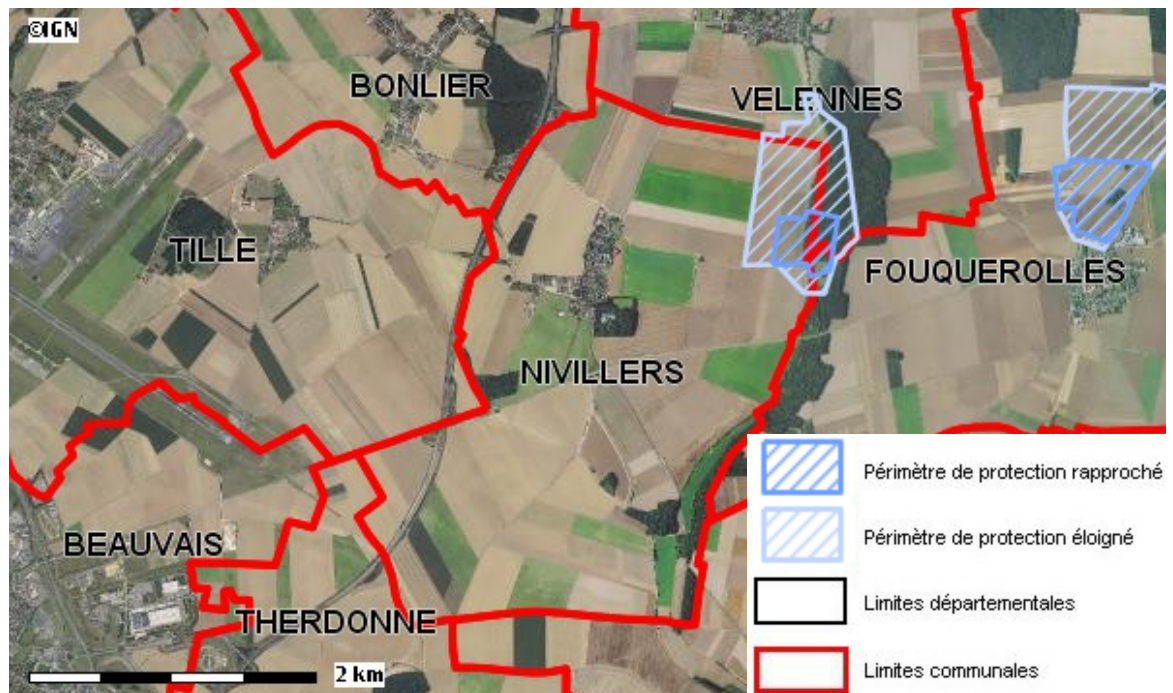 ©IGN
BONLIER
VELENNES
TILLE
FOUQUEROLLES
NIVILLERS
BEAUVAIS
THERDONNE
2 km
Périmètre de protection rapproché
Périmètre de protection éloigné
Limites départementales
Limites communales